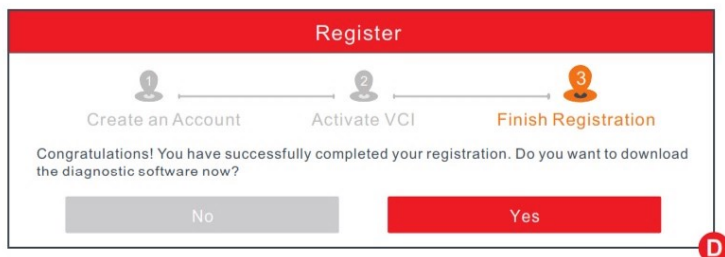 Register
1 2 3
Create an Account Activate VCI Finish Registration
Congratulations! You have successfully completed your registration. Do you want to download
the diagnostic software now?
No Yes
D